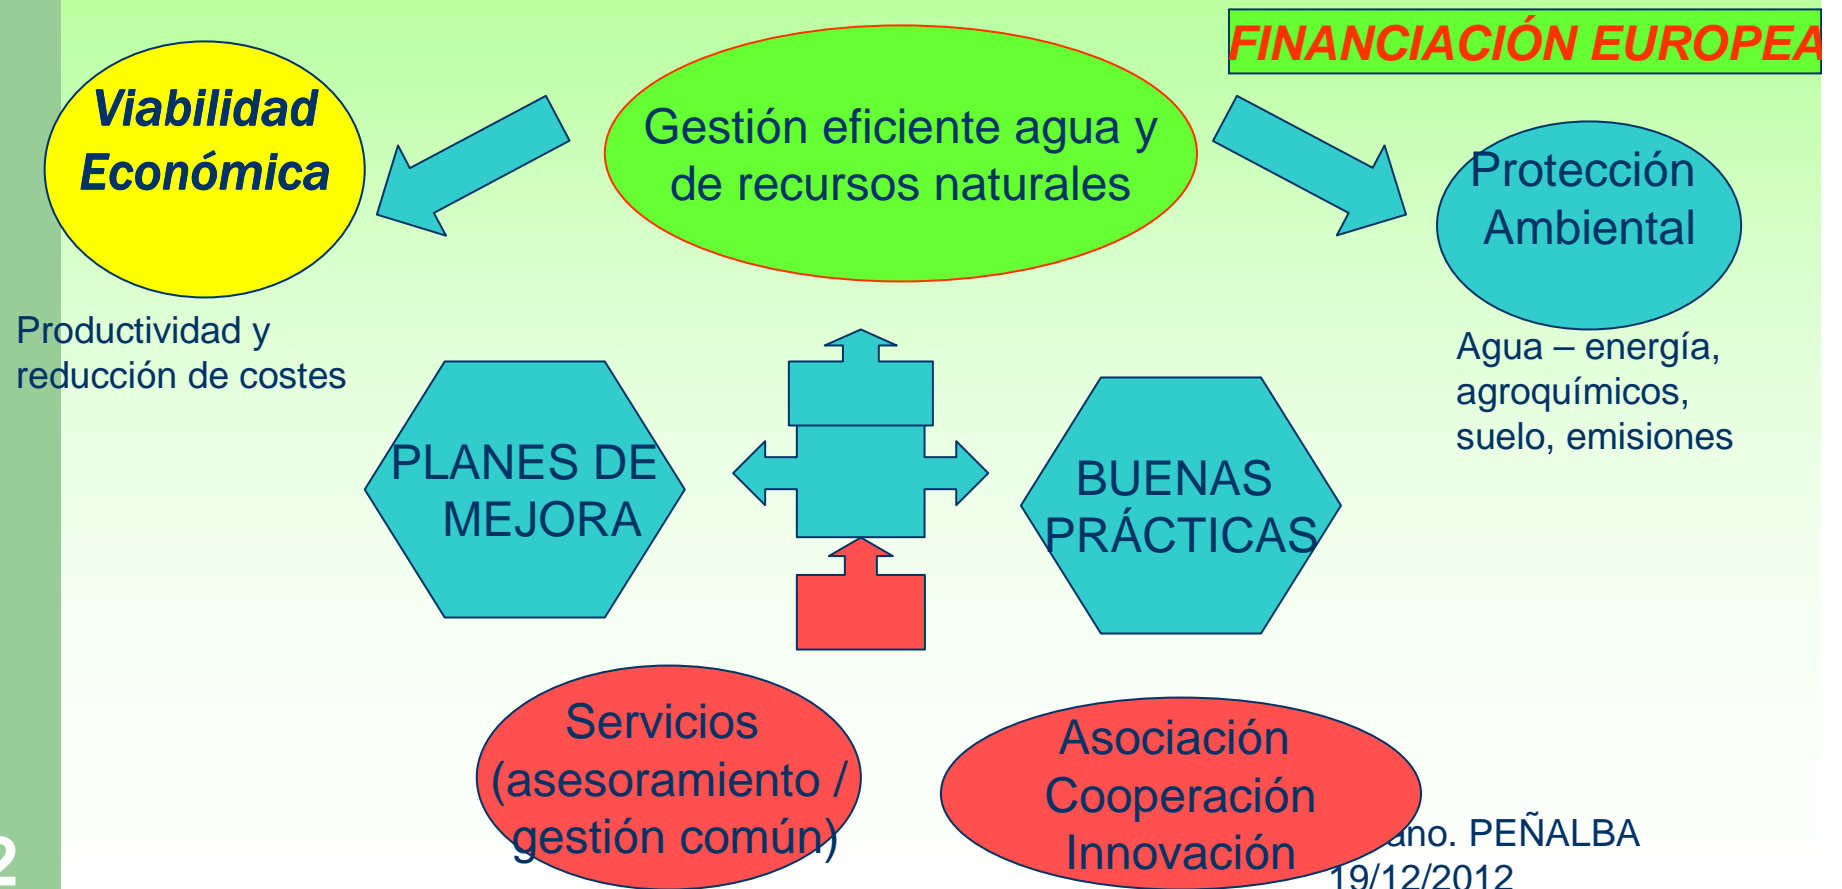 FINANCIACIÓN EUROPEA
Viabilidad
Económica
Gestión eficiente agua y
de recursos naturales
Protección
Ambiental
Productividad y
reducción de costes
Agua – energía,
agroquímicos,
suelo, emisiones
PLANES DE
MEJORA
BUENAS
PRÁCTICAS
Servicios
(asesoramiento /
gestión común)
Asociación
Cooperación
Innovación
PEÑALBA
19/12/2012
2